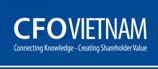 CFOVIETNAM
Connecting Knowledge - Creating Shareholder Value